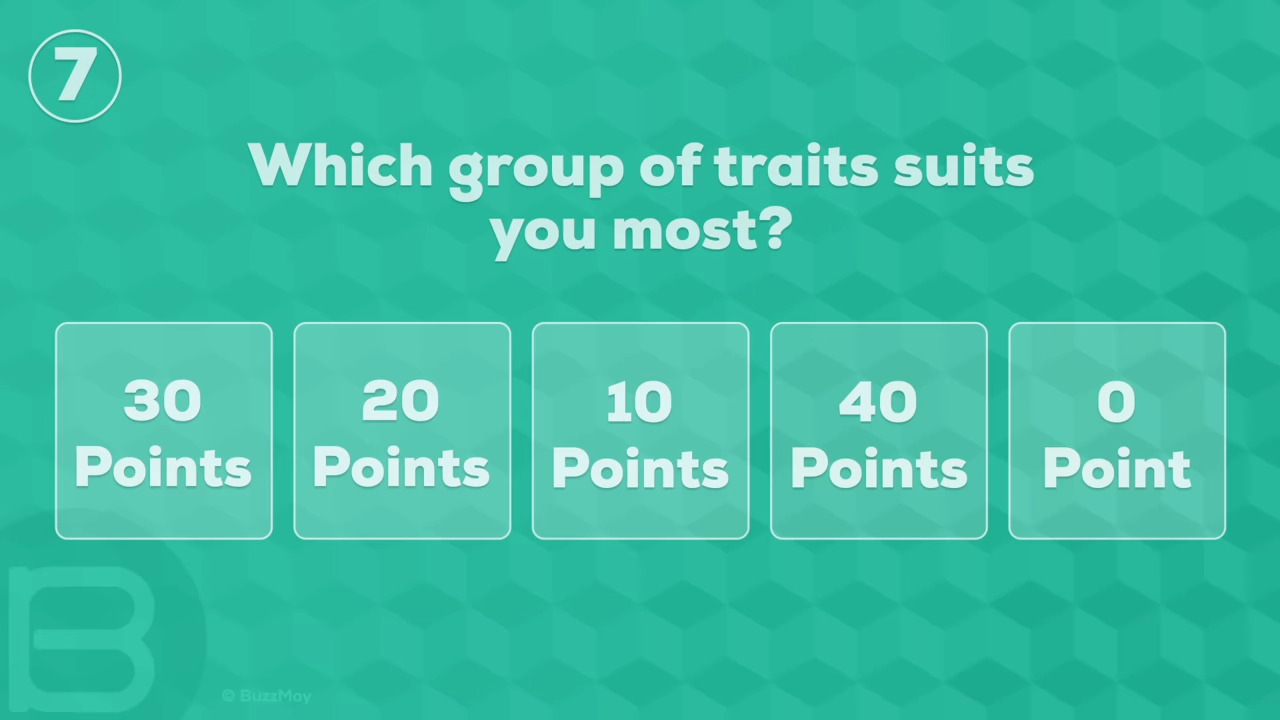 7
Which group of traits suits
you most?
30
Points
20
Points
10
Points
40
Points
0
Point
B
© BuzzMoy